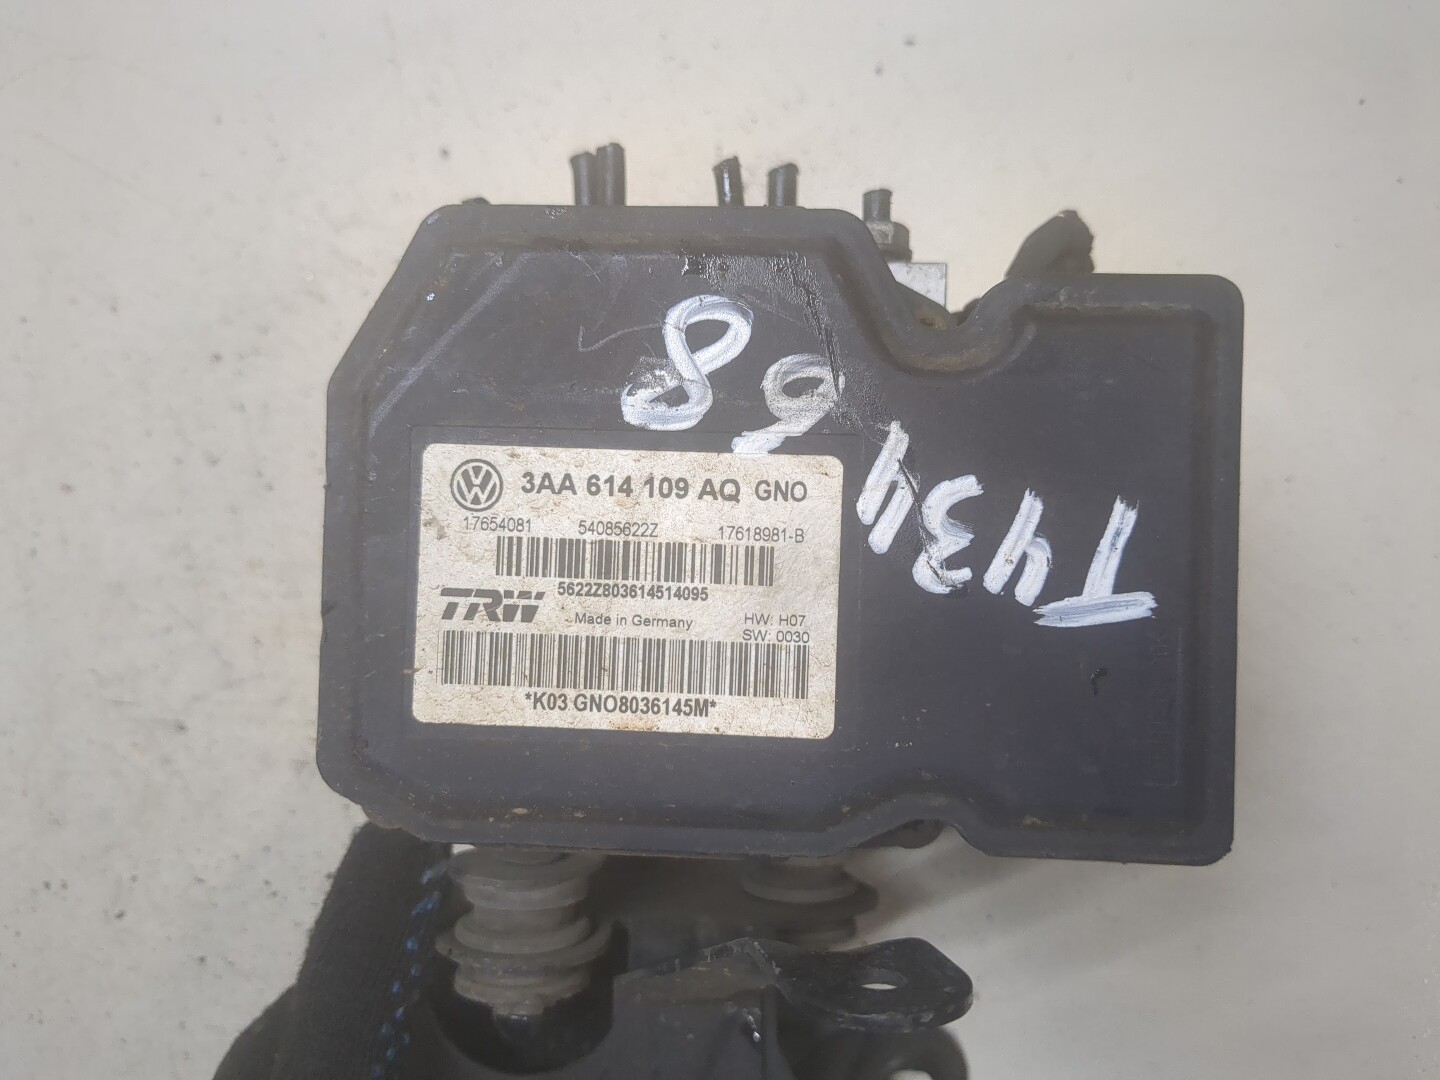 T43468
3AA 614 109 AQ GNO
17654081 54085622Z 17618981-B
5622Z803614514095
TRW Made in Germany HW: H07
SW: 0030
*K03 GNO8036145M*